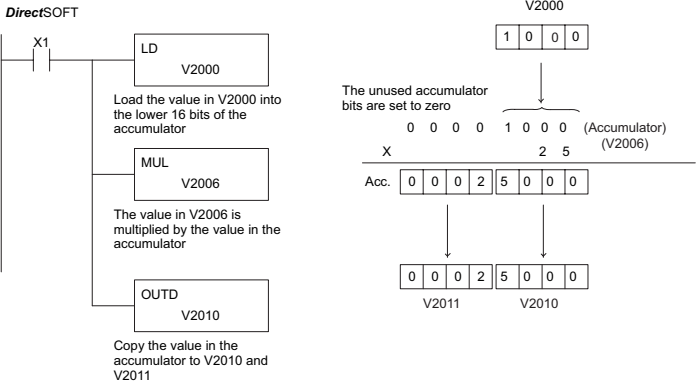 DirectSOFT
X1
LD
V2000
Load the value in V2000 into
the lower 16 bits of the
accumulator
MUL
V2006
The value in V2006 is
multiplied by the value in the
accumulator
OUTD
V2010
Copy the value in the
accumulator to V2010 and
V2011
V2000
1 0 0 0
The unused accumulator
bits are set to zero
0 0 0 0 1 0 0 0 (Accumulator)
X 2 5 (V2006)
Acc. 0 0 0 2 5 0 0 0
0 0 0 2 5 0 0 0
V2011 V2010